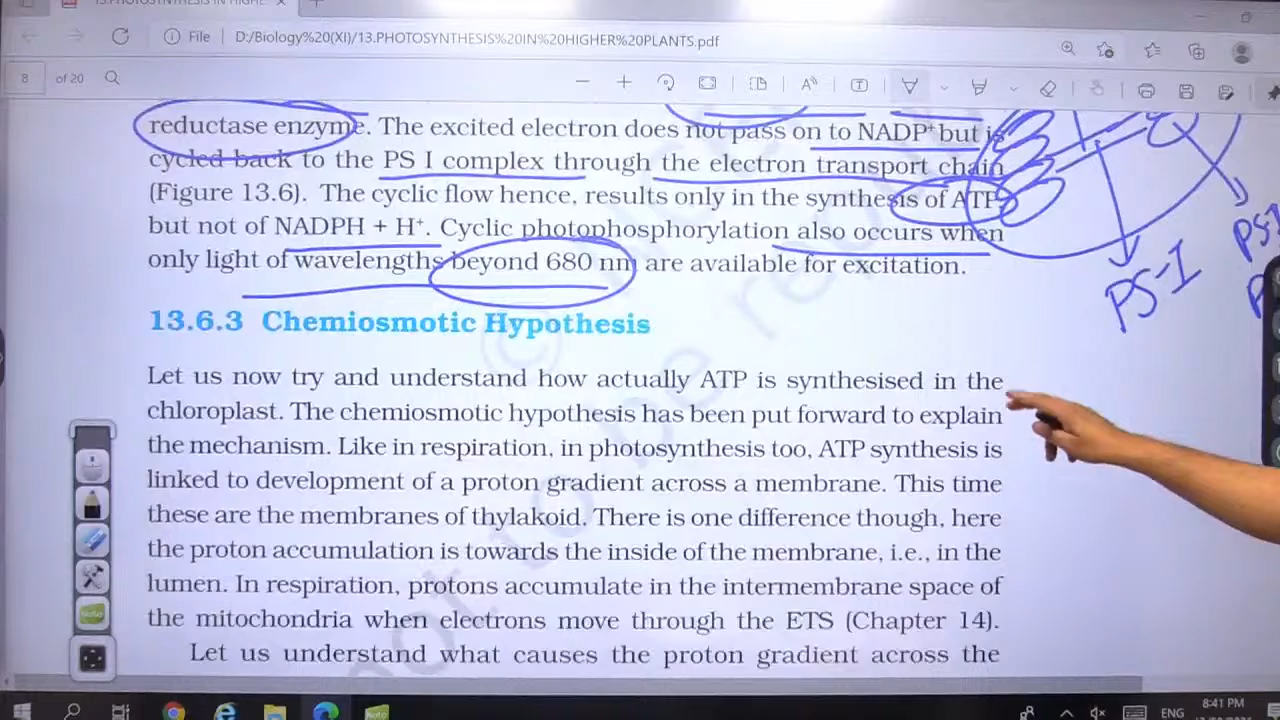 13.PHOTOSYNTHESIS IN HIGHE
File
D:/Biology%20(XI)/13.PHOTOSYNTHESIS%20IN%20HIGHER%20PLANTS.pdf
8 of 20
reductase enzyme. The excited electron does not pass on to NADP+ but is
cycled back to the PS I complex through the electron transport chain
(Figure 13.6). The cyclic flow hence, results only in the synthesis of ATP,
but not of NADPH + H+. Cyclic photophosphorylation also occurs when
only light of wavelengths beyond 680 nm are available for excitation.
PS-I
13.6.3 Chemiosmotic Hypothesis
Let us now try and understand how actually ATP is synthesised in the
chloroplast. The chemiosmotic hypothesis has been put forward to explain
the mechanism. Like in respiration, in photosynthesis too, ATP synthesis is
linked to development of a proton gradient across a membrane. This time
these are the membranes of thylakoid. There is one difference though, here
the proton accumulation is towards the inside of the membrane, i.e., in the
lumen. In respiration, protons accumulate in the intermembrane space of
the mitochondria when electrons move through the ETS (Chapter 14).
Let us understand what causes the proton gradient across the
ENG
8:41 PM